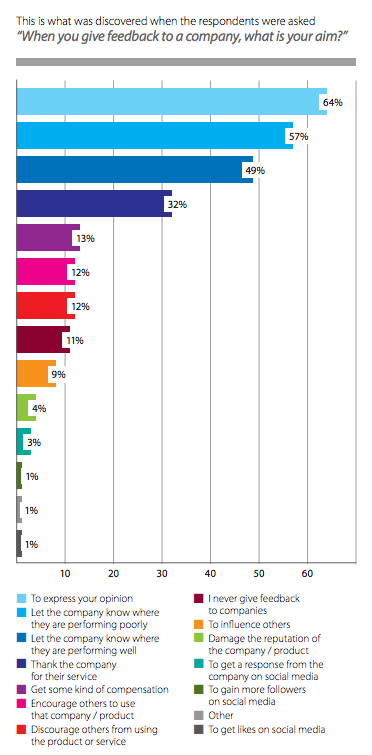 This is what was discovered when the respondents were asked
“When you give feedback to a company, what is your aim?”
64%
57%
49%
32%
13%
12%
12%
11%
9%
4%
3%
1%
1%
1%
10 20 30 40 50 60
To express your opinion
Let the company know where
they are performing poorly
Let the company know where
they are performing well
Thank the company
for their service
Get some kind of compensation
Encourage others to use
that company / product
Discourage others from using
the product or service
I never give feedback
to companies
To influence others
Damage the reputation of
the company / product
To get a response from the
company on social media
To gain more followers
on social media
Other
To get likes on social media